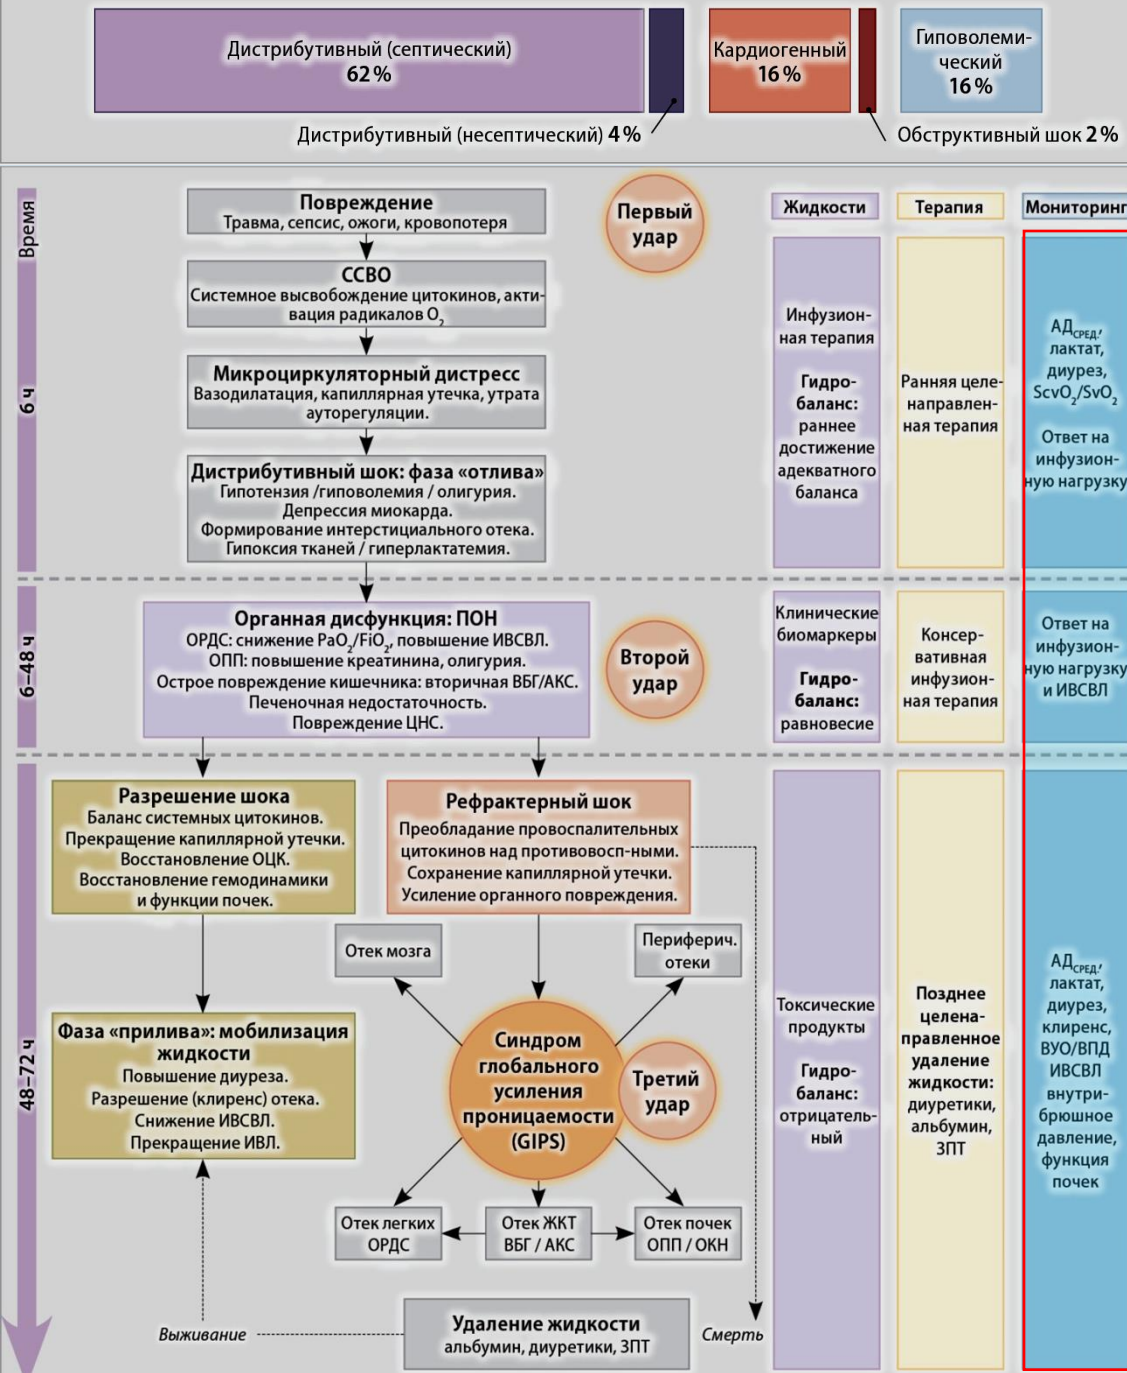 Дистрибутивный (септический)
62 %
Кардиогенный
16 %
Гиповолеми-
ческий
16 %
Дистрибутивный (несептический) 4 %
Обструктивный шок 2 %
Время
Повреждение
Травма, сепсис, ожоги, кровопотеря
Первый
удар
Жидкости
Терапия
Мониторинг
6 ч
ССВО
Системное высвобождение цитокинов, акти-
вация радикалов O₂
Микроциркуляторный дистресс
Вазодилатация, капиллярная утечка, утрата
ауторегуляции.
Дистрибутивный шок: фаза «отлива»
Гипотензия /гиповолемия / олигурия.
Депрессия миокарда.
Формирование интерстициального отека.
Гипоксия тканей / гиперлактатемия.
Инфузион-
ная терапия
Гидро-
баланс:
раннее
достижение
адекватного
баланса
Ранняя целе-
направлен-
ная терапия
АДСРЕД.,
лактат,
диурез,
ScvO₂/SvO₂
Ответ на
инфузион-
ную нагрузку
6–48 ч
Органная дисфункция: ПОН
ОРДС: снижение PaO₂/FiO₂, повышение ИВСВЛ.
ОПП: повышение креатинина, олигурия.
Острое повреждение кишечника: вторичная ВБГ/АКС.
Печеночная недостаточность.
Повреждение ЦНС.
Второй
удар
Клинические
биомаркеры
Гидро-
баланс:
равновесие
Консер-
вативная
инфузион-
ная терапия
Ответ на
инфузион-
ную нагрузку
и ИВСВЛ
48–72 ч
Разрешение шока
Баланс системных цитокинов.
Прекращение капиллярной утечки.
Восстановление ОЦК.
Восстановление гемодинамики
и функции почек.
Рефрактерный шок
Преобладание провоспалительных
цитокинов над противовосп-ными.
Сохранение капиллярной утечки.
Усиление органного повреждения.
Отек мозга
Периферич.
отеки
Фаза «прилива»: мобилизация
жидкости
Повышение диуреза.
Разрешение (клиренс) отека.
Снижение ИВСВЛ.
Прекращение ИВЛ.
Синдром
глобального
усиления
проницаемости
(GIPS)
Третий
удар
Отек легких
ОРДС
Отек ЖКТ
ВБГ / АКС
Отек почек
ОПП / ОКН
Выживание
Удаление жидкости
альбумин, диуретики, ЗПТ
Смерть
Токсические
продукты
Гидро-
баланс:
отрицатель-
ный
Позднее
целена-
правленное
удаление
жидкости:
диуретики,
альбумин,
ЗПТ
АДСРЕД.,
лактат,
диурез,
клиренс,
ВУО/ВПД
ИВСВЛ
внутри-
брюшное
давление,
функция
почек